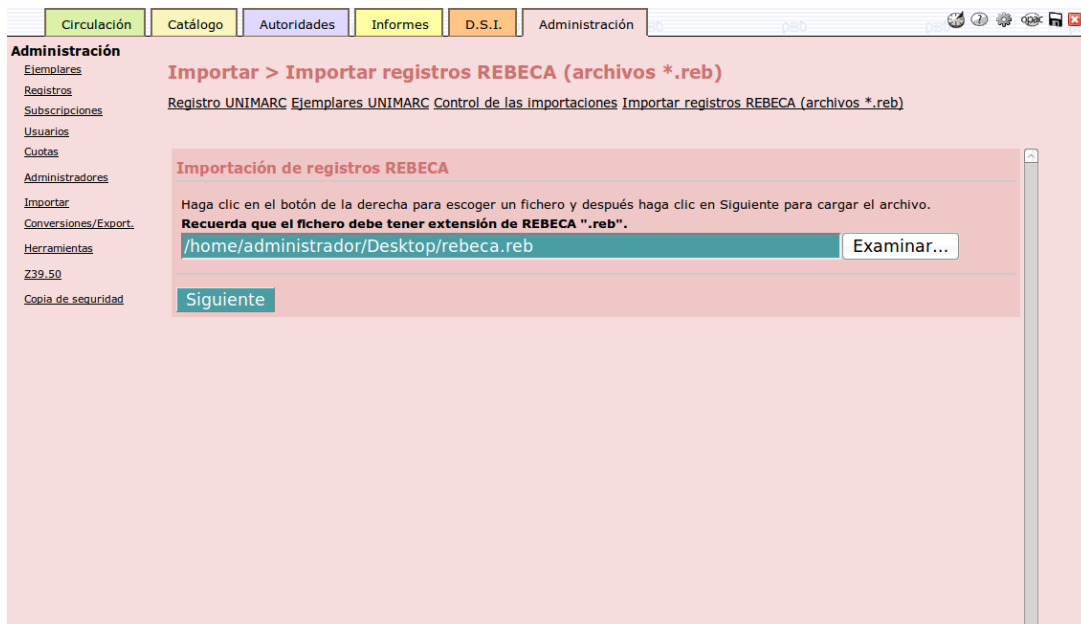 Circulación Catálogo Autoridades Informes D.S.I. Administración opac
Administración
Ejemplares
Registros
Subscripciones
Usuarios
Cuotas
Administradores
Importar
Conversiones/Export.
Herramientas
Z39.50
Copia de seguridad
Importar > Importar registros REBECA (archivos *.reb)
Registro UNIMARC Ejemplares UNIMARC Control de las importaciones Importar registros REBECA (archivos *.reb)
Importación de registros REBECA
Haga clic en el botón de la derecha para escoger un fichero y después haga clic en Siguiente para cargar el archivo.
Recuerda que el fichero debe tener extensión de REBECA ".reb".
/home/administrador/Desktop/rebeca.reb Examinar...
Siguiente